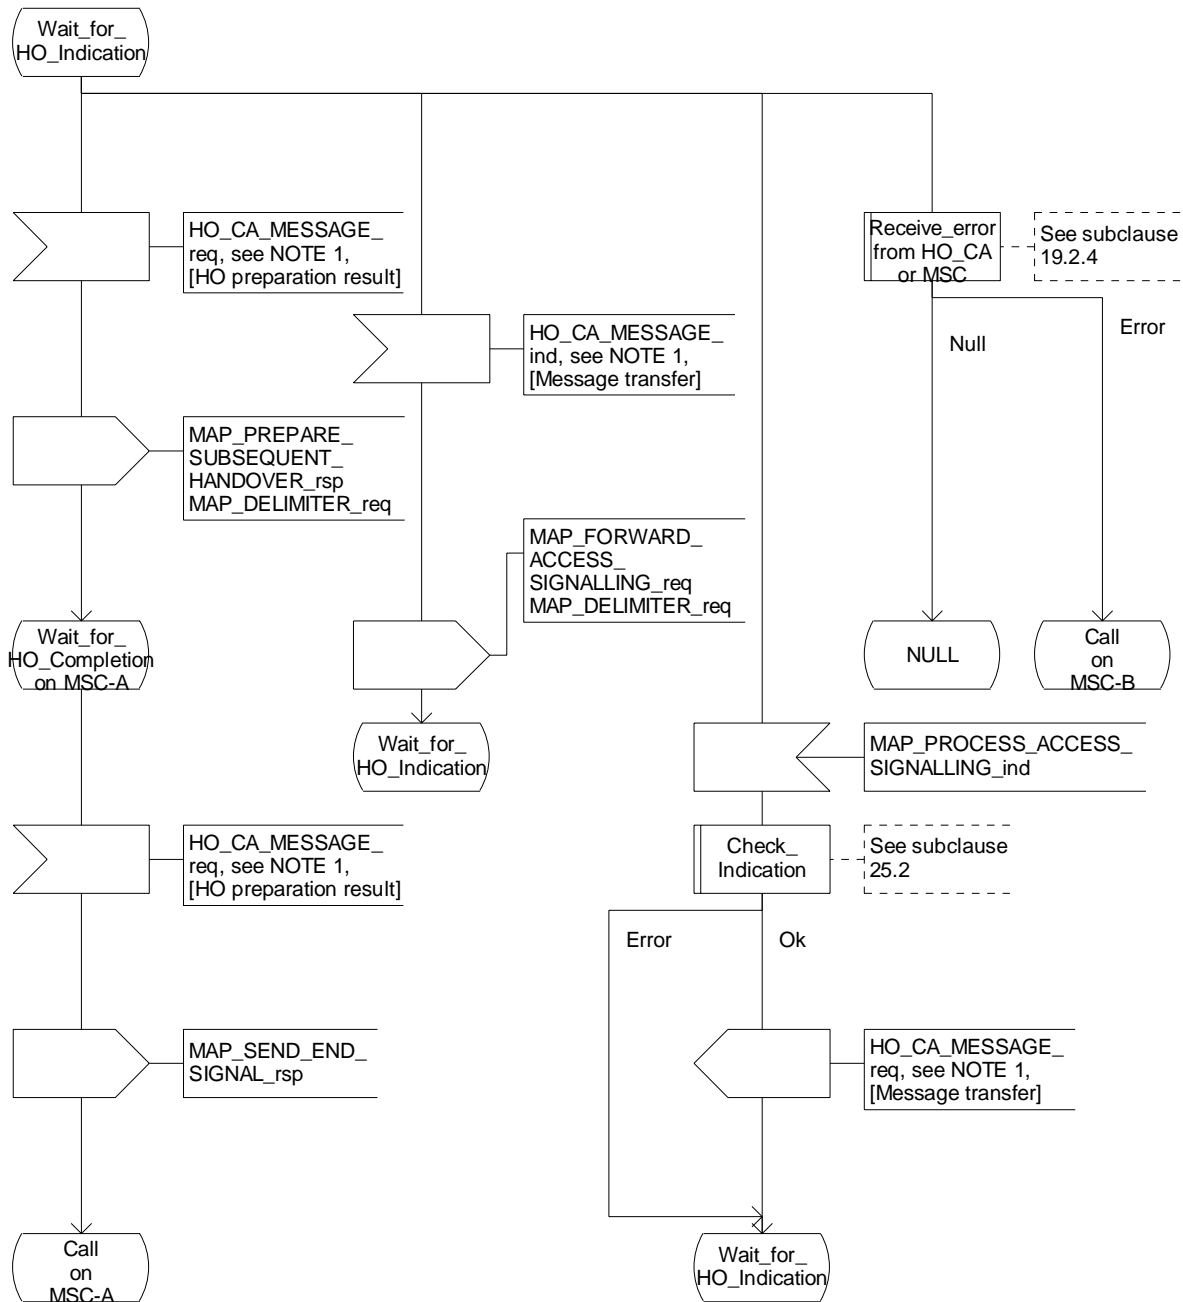 Wait_for_
HO_Indication
HO_CA_MESSAGE_
req, see NOTE 1,
[HO preparation result]
Receive_error
from HO_CA
or MSC
See subclause
19.2.4
HO_CA_MESSAGE_
ind, see NOTE 1,
[Message transfer]
Null
Error
MAP_PREPARE_
SUBSEQUENT_
HANDOVER_rsp
MAP_DELIMITER_req
MAP_FORWARD_
ACCESS_
SIGNALLING_req
MAP_DELIMITER_req
Wait_for_
HO_Completion
on MSC-A
NULL
Call
on
MSC-B
Wait_for_
HO_Indication
MAP_PROCESS_ACCESS_
SIGNALLING_ind
HO_CA_MESSAGE_
req, see NOTE 1,
[HO preparation result]
Check_
Indication
See subclause
25.2
Error
Ok
MAP_SEND_END_
SIGNAL_rsp
HO_CA_MESSAGE_
req, see NOTE 1,
[Message transfer]
Call
on
MSC-A
Wait_for_
HO_Indication